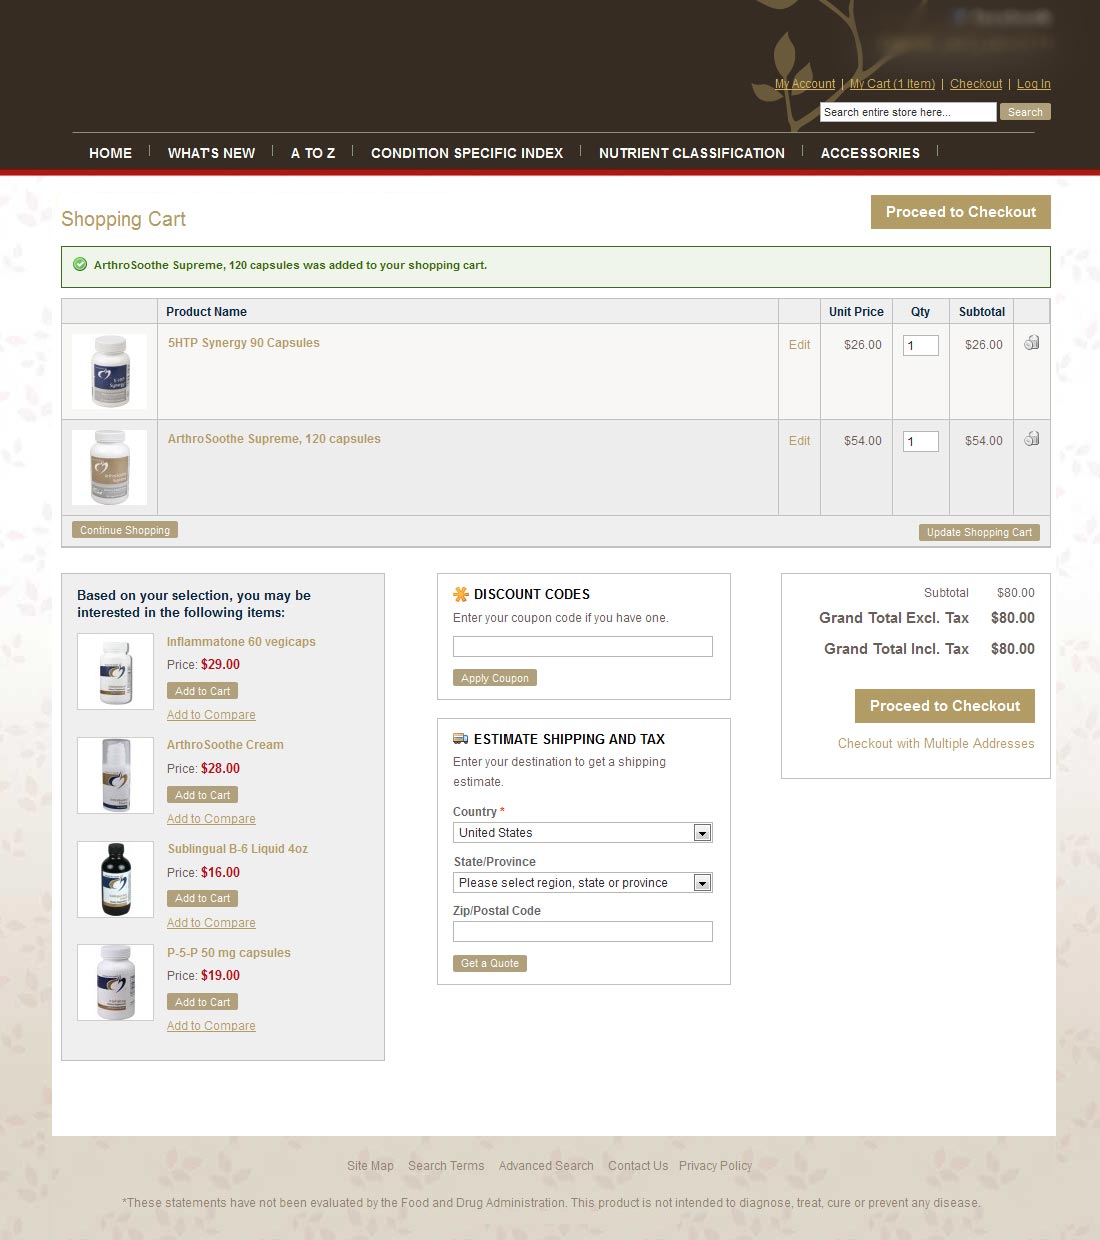 My Account | My Cart (1 Item) | Checkout | Log In
Search entire store here... Search
HOME WHAT'S NEW A TO Z CONDITION SPECIFIC INDEX NUTRIENT CLASSIFICATION ACCESSORIES
Shopping Cart
Proceed to Checkout
ArthroSoothe Supreme, 120 capsules was added to your shopping cart.
Product Name Unit Price Qty Subtotal
5HTP Synergy 90 Capsules Edit $26.00 1 $26.00
ArthroSoothe Supreme, 120 capsules Edit $54.00 1 $54.00
Continue Shopping Update Shopping Cart
Based on your selection, you may be
interested in the following items:
Inflammatone 60 vegicaps
Price: $29.00
Add to Cart
Add to Compare
ArthroSoothe Cream
Price: $28.00
Add to Cart
Add to Compare
Sublingual B-6 Liquid 4oz
Price: $16.00
Add to Cart
Add to Compare
P-5-P 50 mg capsules
Price: $19.00
Add to Cart
Add to Compare
DISCOUNT CODES
Enter your coupon code if you have one.
Apply Coupon
ESTIMATE SHIPPING AND TAX
Enter your destination to get a shipping
estimate.
Country *
United States
State/Province
Please select region, state or province
Zip/Postal Code
Get a Quote
Subtotal $80.00
Grand Total Excl. Tax $80.00
Grand Total Incl. Tax $80.00
Proceed to Checkout
Checkout with Multiple Addresses
Site Map Search Terms Advanced Search Contact Us Privacy Policy
*These statements have not been evaluated by the Food and Drug Administration. This product is not intended to diagnose, treat, cure or prevent any disease.